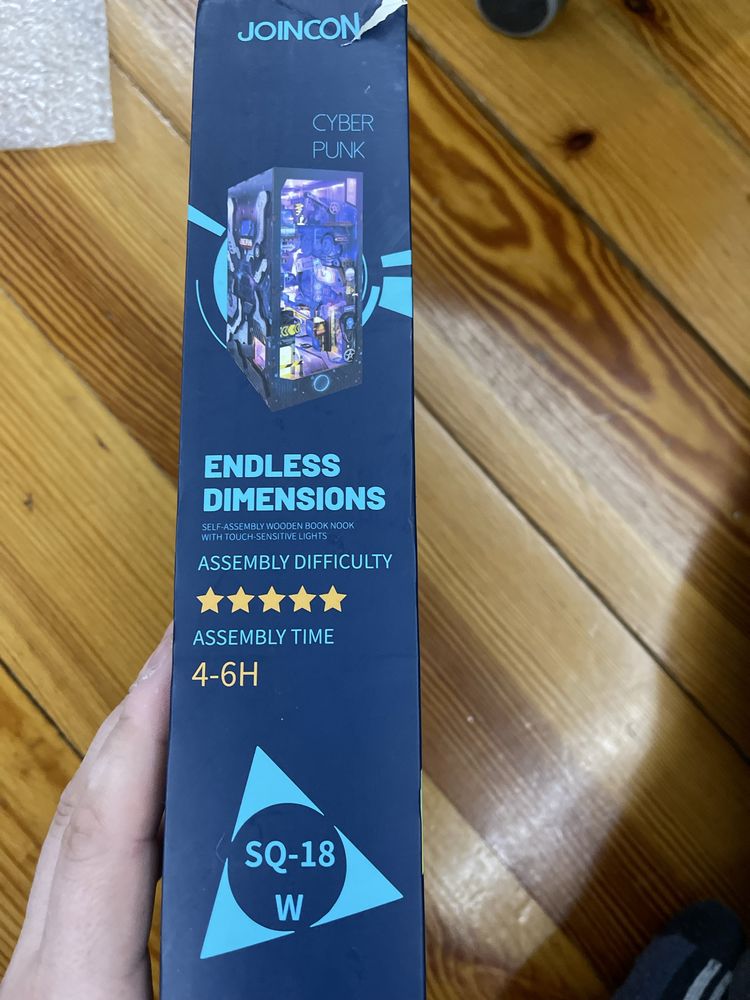 JOINCON
CYBER
PUNK
ENDLESS
DIMENSIONS
SELF-ASSEMBLY WOODEN BOOK NOOK
WITH TOUCH-SENSITIVE LIGHTS
ASSEMBLY DIFFICULTY
ASSEMBLY TIME
4-6H
SQ-18
W